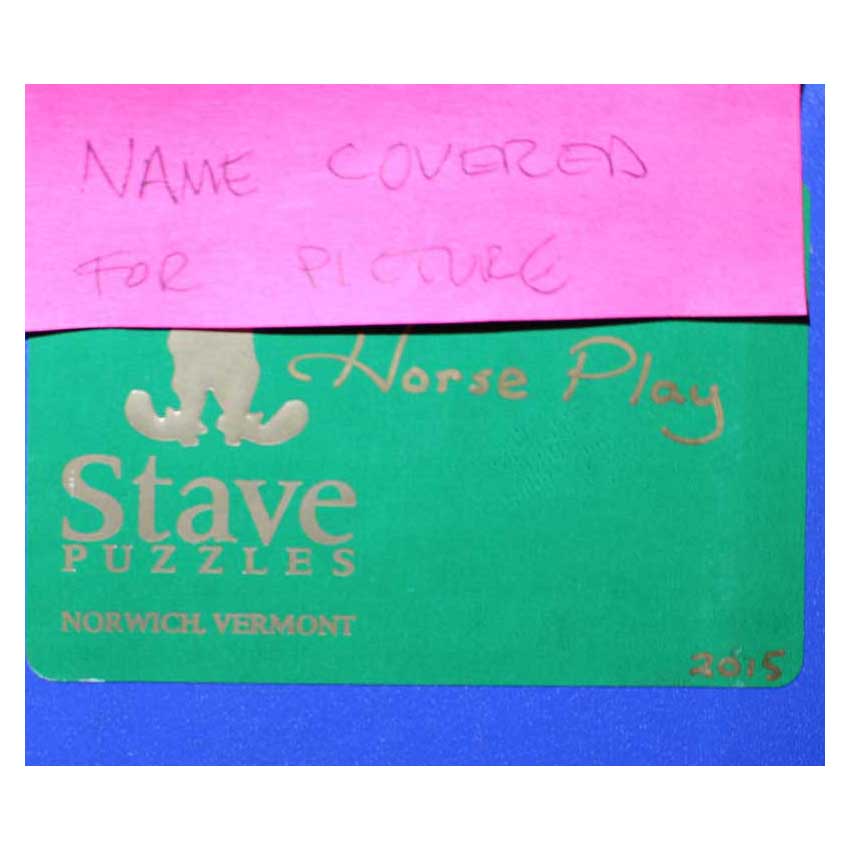 NAME COVERED
FOR PICTURE
Horse Play
Stave
PUZZLES
NORWICH, VERMONT
2015